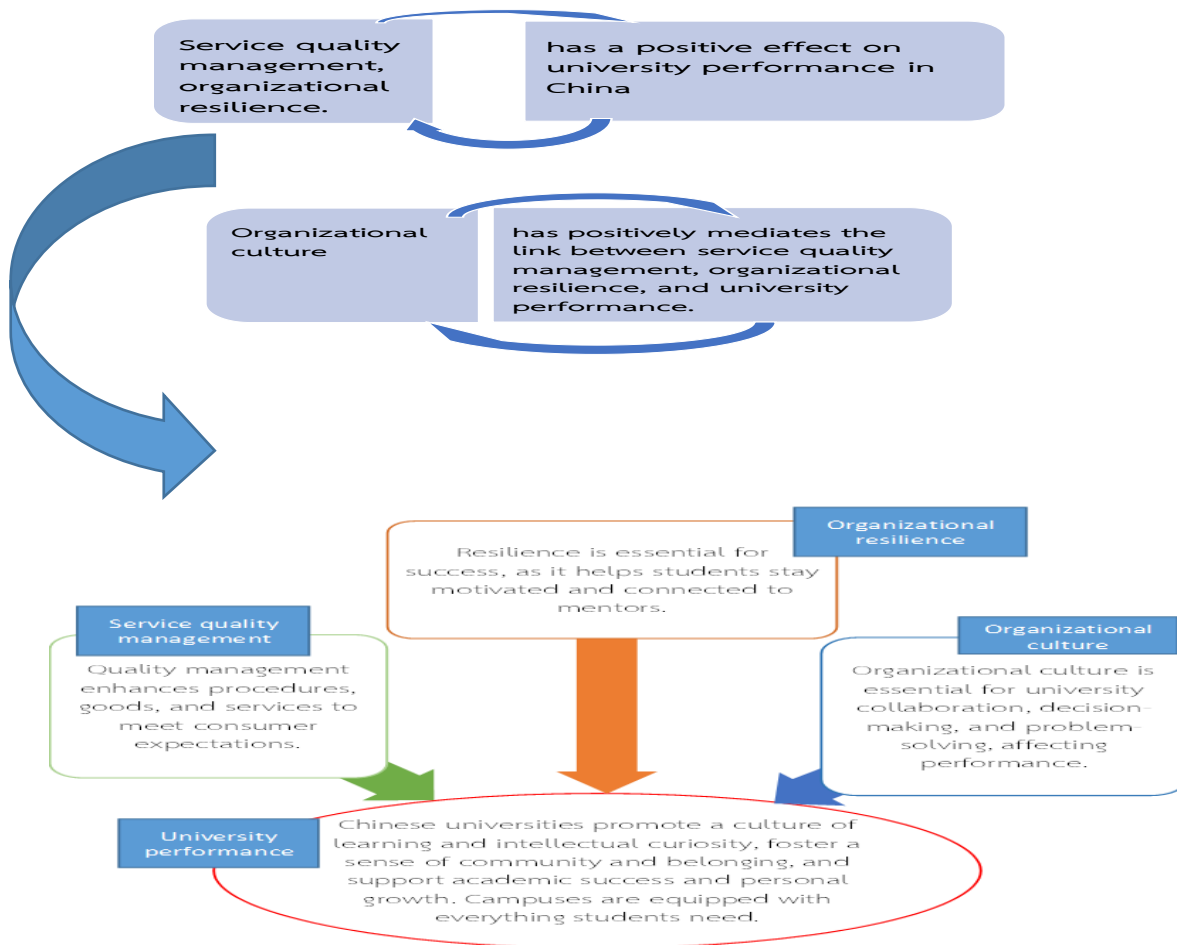 Service quality
management,
organizational
resilience.
has a positive effect on
university performance in
China
Organizational
culture
has positively mediates the
link between service quality
management, organizational
resilience, and university
performance.
Organizational
resilience
Resilience is essential for
success, as it helps students stay
motivated and connected to
mentors.
Service quality
management
Quality management
enhances procedures,
goods, and services to
meet consumer
expectations.
Organizational
culture
Organizational culture is
essential for university
collaboration, decision-
making, and problem-
solving, affecting
performance.
University
performance
Chinese universities promote a culture of
learning and intellectual curiosity, foster a
sense of community and belonging, and
support academic success and personal
growth. Campuses are equipped with
everything students need.